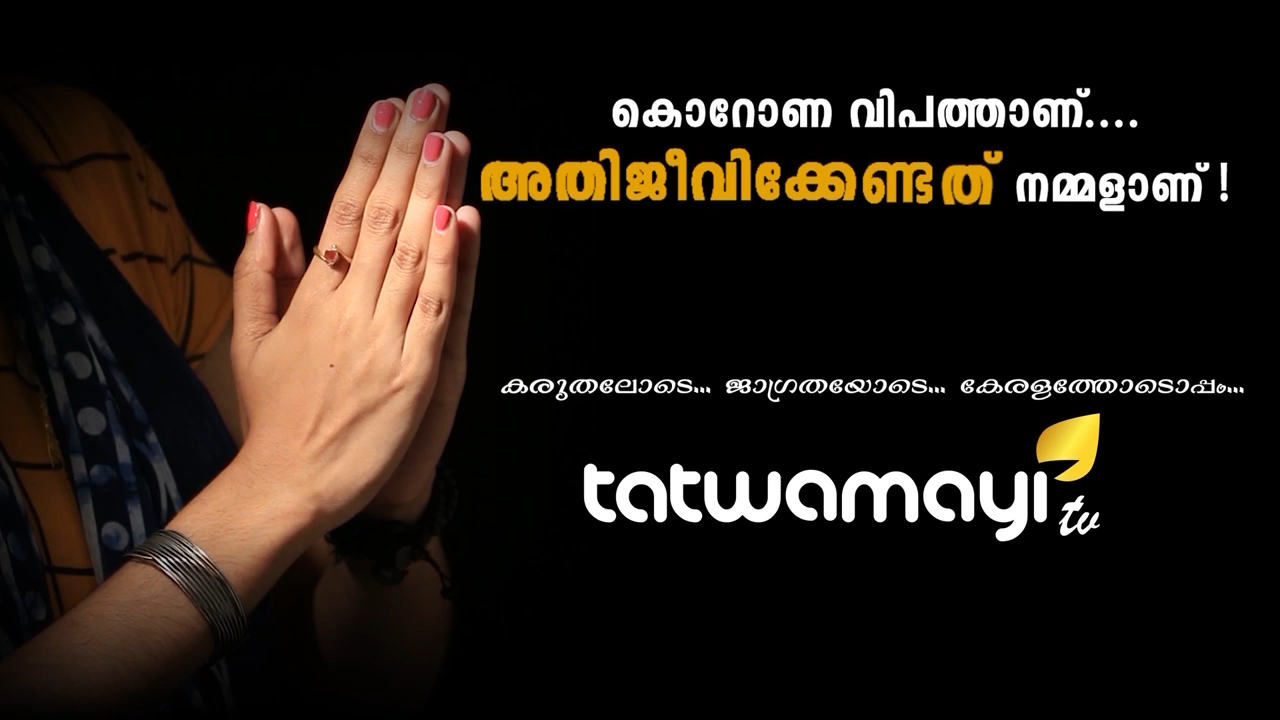 കൊറോണ വിപത്താണ്....
അതിജീവിക്കേണ്ടത് നമ്മളാണ് !
കരുതലോടെ... ജാഗ്രതയോടെ... കേരളത്തോടൊപ്പം...
tatwamayi
tv